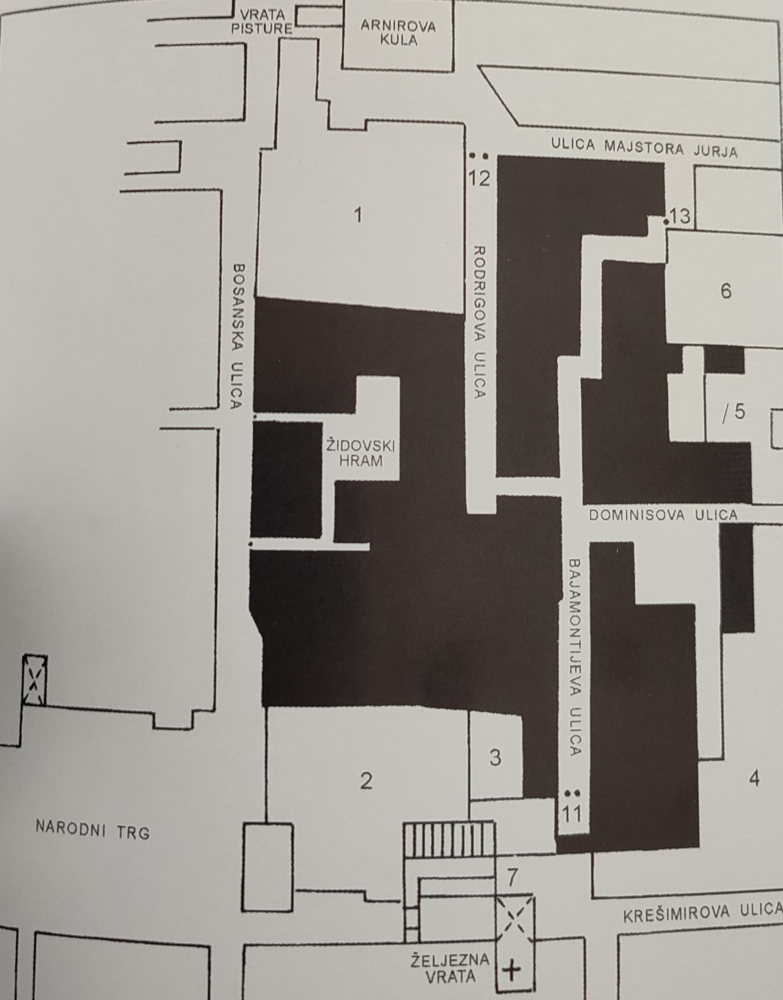 VRATA
PISTURE
ARNIROVA
KULA
ULICA MAJSTORA JURJA
12
1
13
RODRIGOVA ULICA
BOSANSKA ULICA
6
5
ŽIDOVSKI
HRAM
DOMINISOVA ULICA
BAJAMONTIJEVA ULICA
3
2
4
11
NARODNI TRG
7
KREŠIMIROVA ULICA
ŽELJEZNA
VRATA